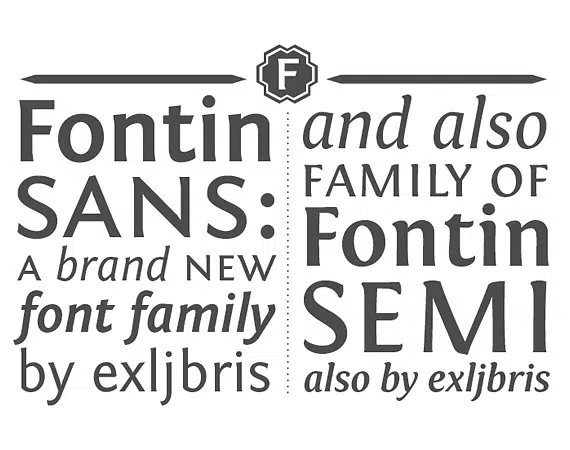 F
Fontin
SANS:
A brand NEW
font family
by exljbris
and also
FAMILY OF
Fontin
SEMI
also by exljbris